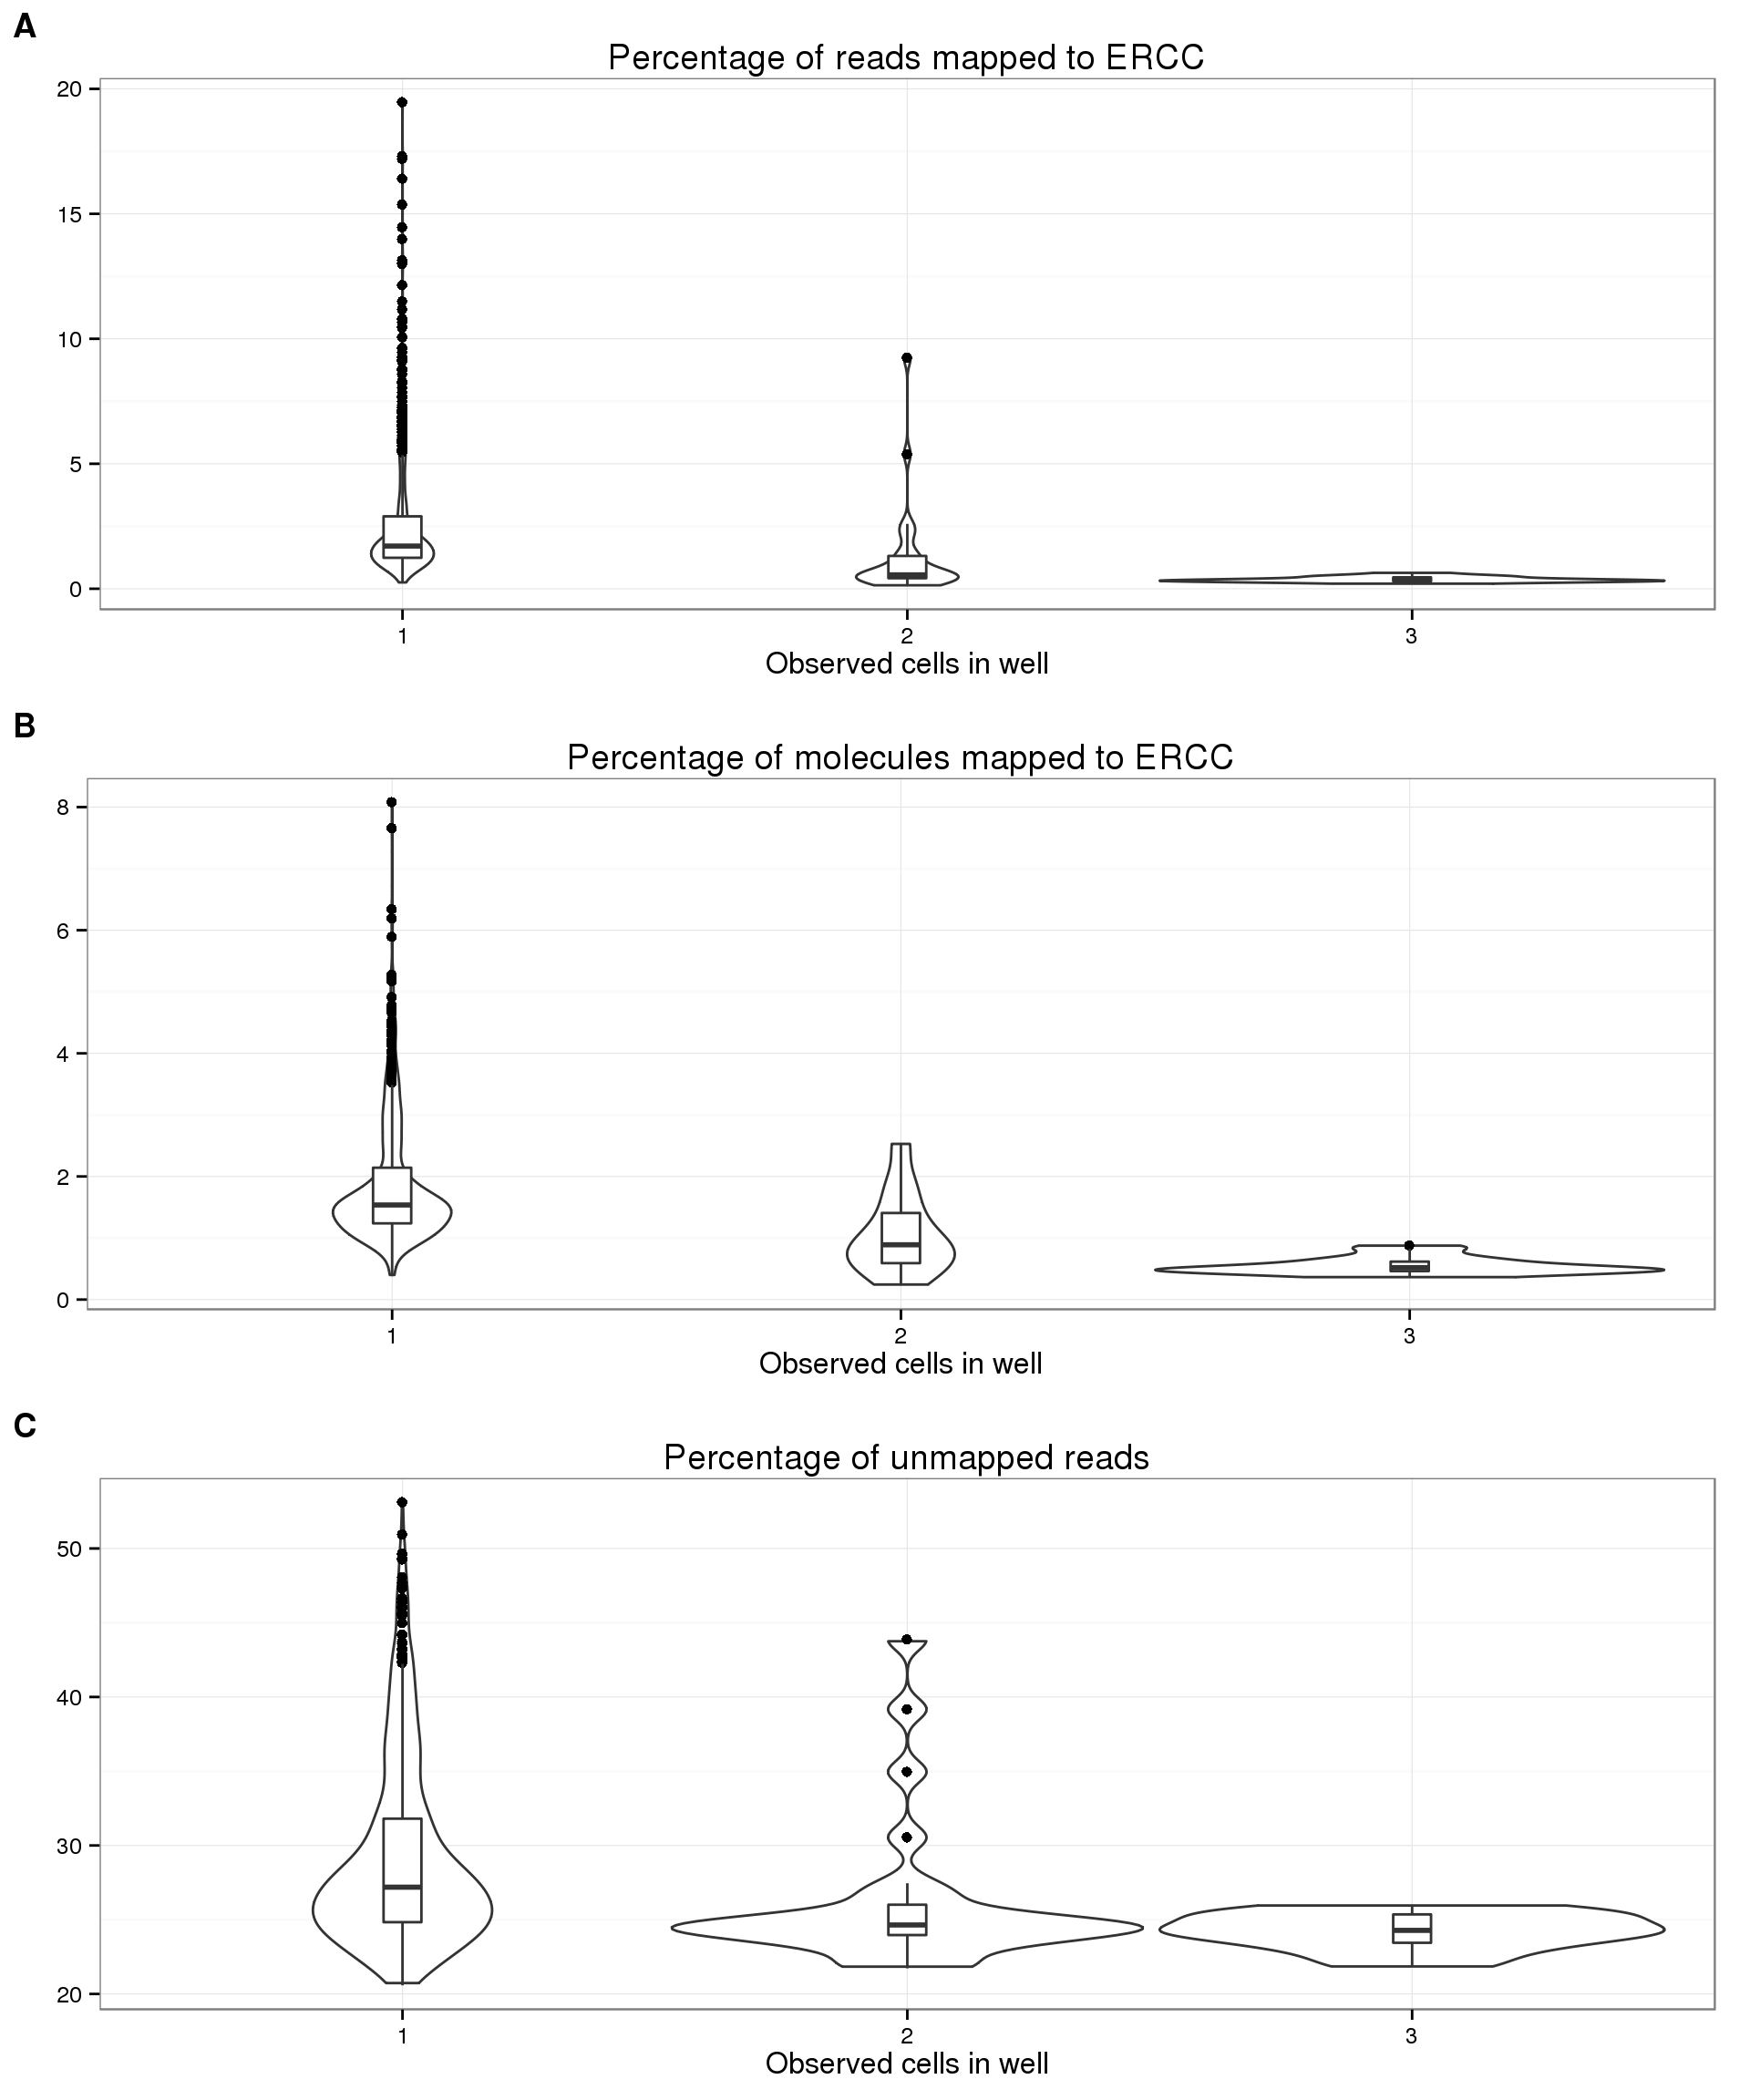 A
Percentage of reads mapped to ERCC
20
15
10
5
0
1 2 3
Observed cells in well
B
Percentage of molecules mapped to ERCC
8
6
4
2
0
1 2 3
Observed cells in well
C
Percentage of unmapped reads
50
40
30
20
1 2 3
Observed cells in well